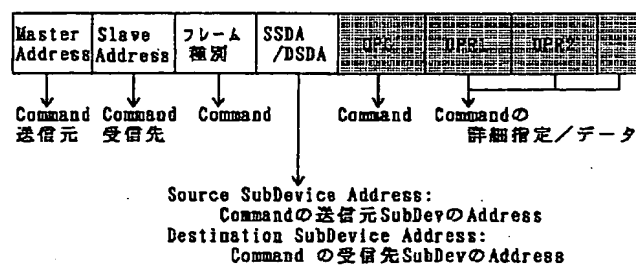 Master Address
Slave Address
フレーム 種別
SSDA /DSDA
OPC
OPR1
OPR2
Command 送信元
Command 受信先
Command
Command
Commandの 詳細指定/データ
Source SubDevice Address:
Commandの送信元SubDevのAddress
Destination SubDevice Address:
Command の受信先SubDevのAddress